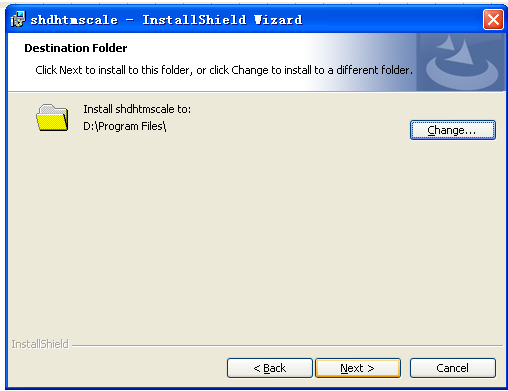 shdhtmscale - InstallShield Wizard
Destination Folder
Click Next to install to this folder, or click Change to install to a different folder.
Install shdhtmscale to:
D:\Program Files\
Change...
InstallShield
< Back
Next >
Cancel